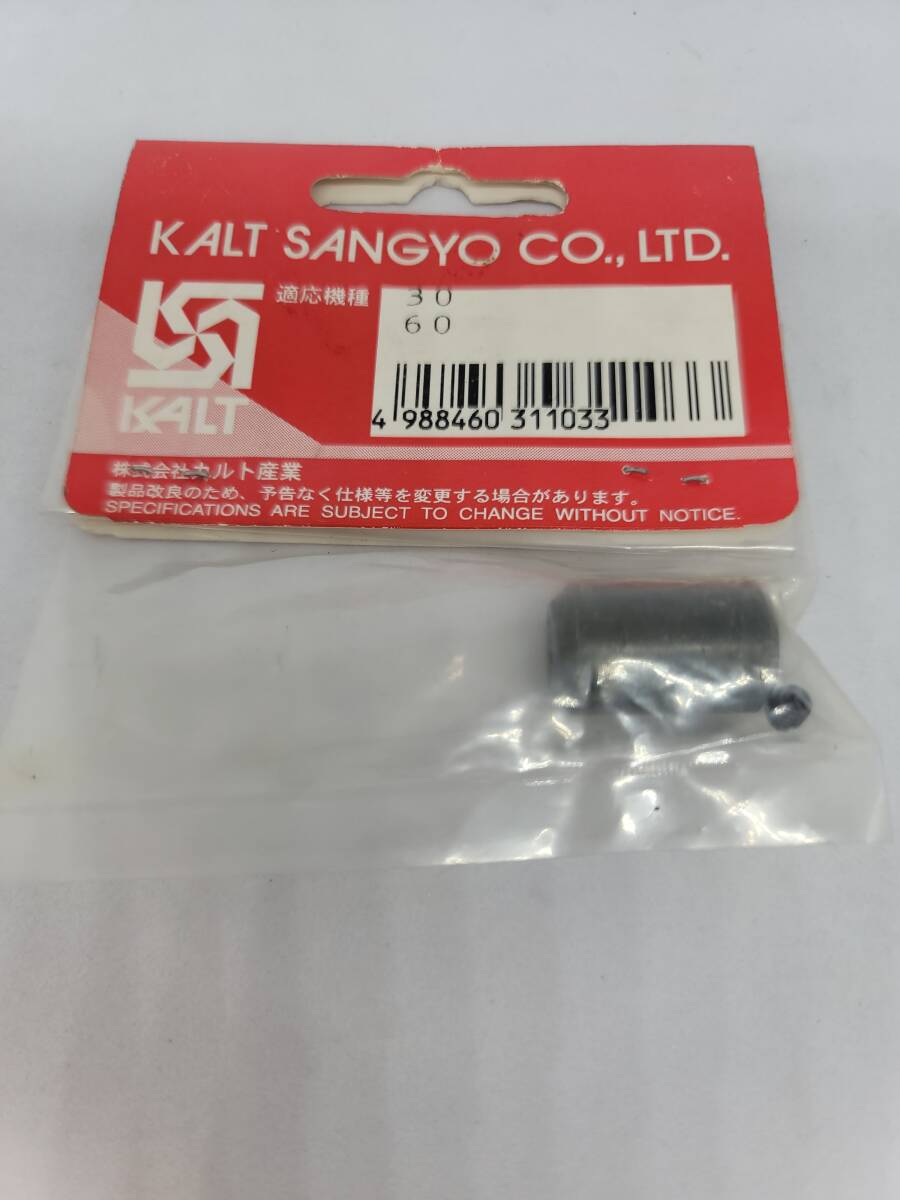 KALT SANGYO CO., LTD.
適応機種
30
60
4 988460 311033
KALT
株式会社カルト産業
製品改良のため、予告なく仕様等を変更する場合があります。
SPECIFICATIONS ARE SUBJECT TO CHANGE WITHOUT NOTICE.